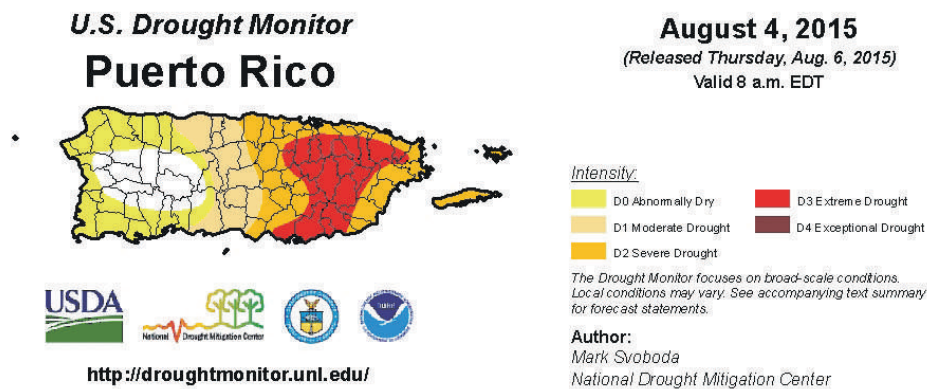 U.S. Drought Monitor
Puerto Rico
August 4, 2015
(Released Thursday, Aug. 6, 2015)
Valid 8 a.m. EDT
Intensity:
D0 Abnormally Dry
D1 Moderate Drought
D2 Severe Drought
D3 Extreme Drought
D4 Exceptional Drought
The Drought Monitor focuses on broad-scale conditions.
Local conditions may vary. See accompanying text summary
for forecast statements.
Author:
Mark Svoboda
National Drought Mitigation Center
USDA
National Drought Mitigation Center
http://droughtmonitor.unl.edu/